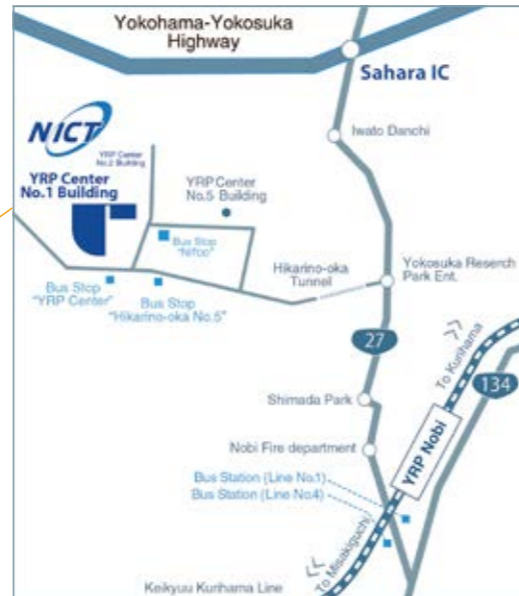 Yokohama-Yokosuka
Highway
Sahara IC
Iwato Danchi
NICT
YRP Center
No.2 Building
YRP Center
No.1 Building
YRP Center
No.5 Building
Bus Stop
"Nifco"
Hikarino-oka
Tunnel
Yokosuka Reserch
Park Ent.
Bus Stop
"YRP Center"
Bus Stop
"Hikarino-oka No.5"
27
To Kurihama
134
Shimada Park
YRP Nobi
Nobi Fire department
Bus Station (Line No.1)
Bus Station (Line No.4)
To Misakiguchi
Keikyuu Kurihama Line